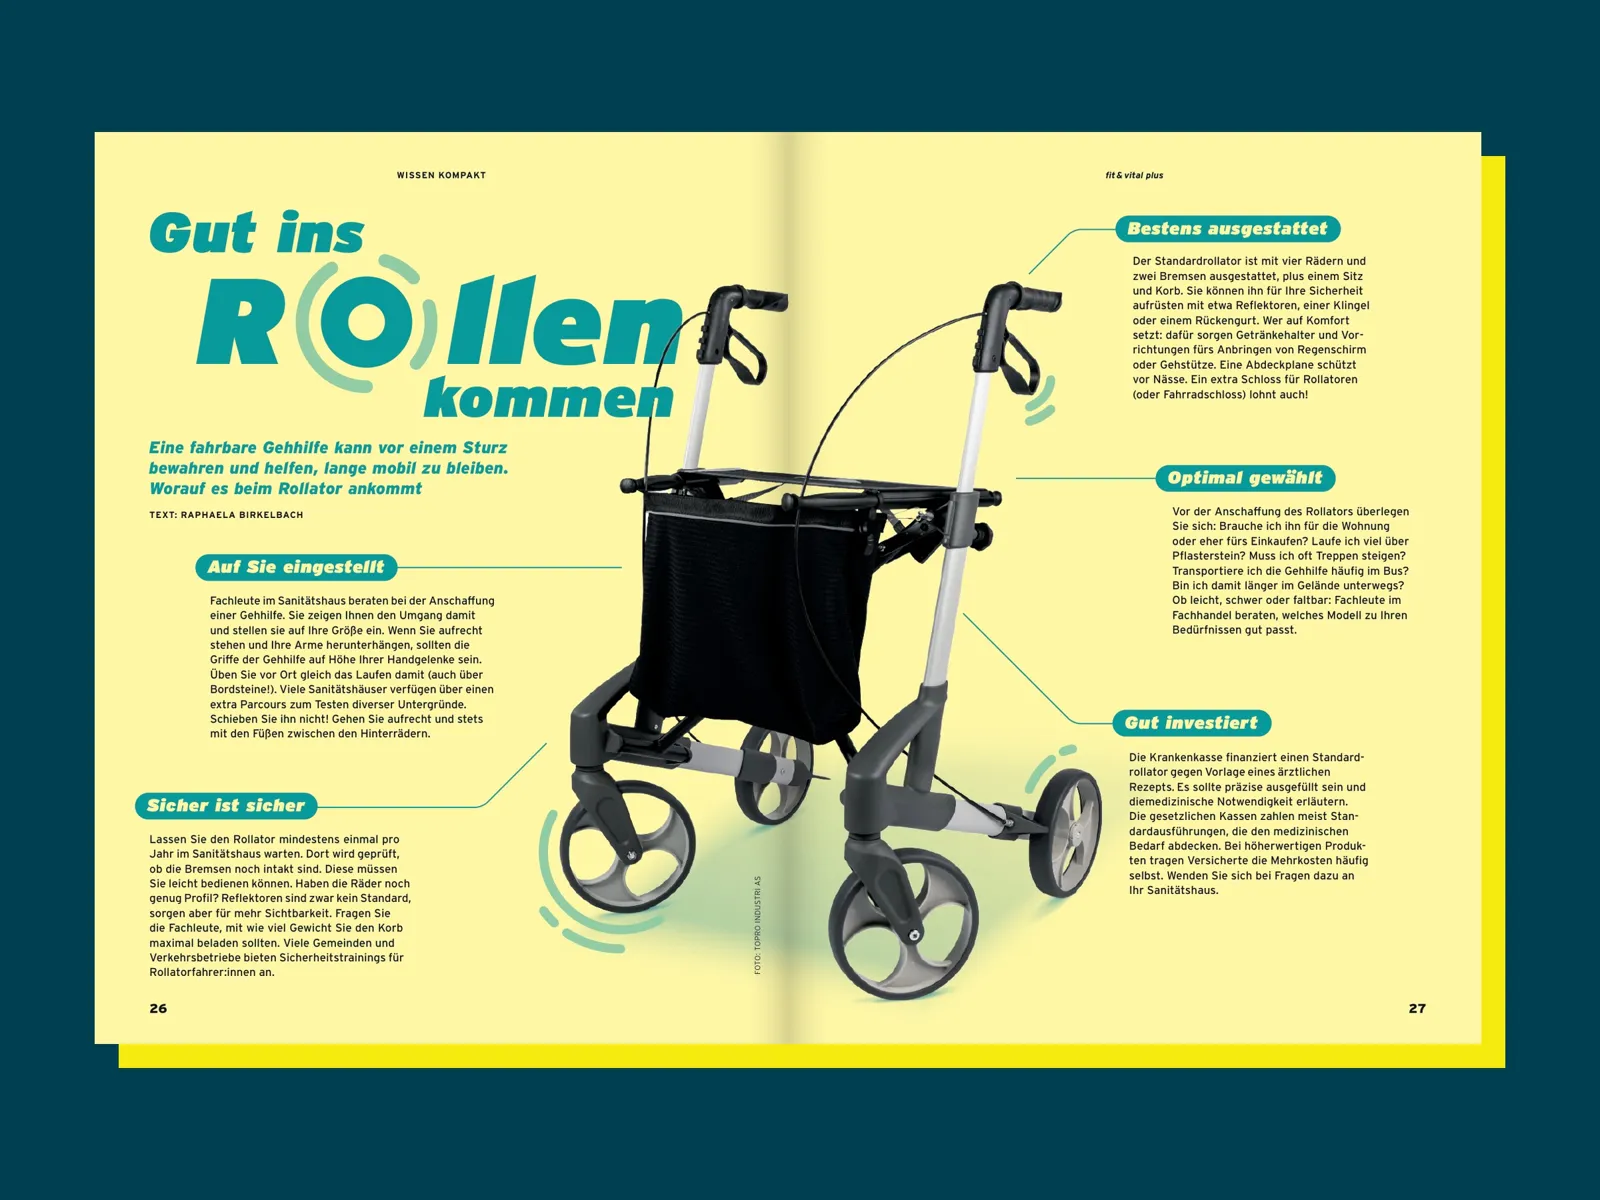 WISSEN KOMPAKT
Gut ins
Rollen
kommen
Eine fahrbare Gehhilfe kann vor einem Sturz
bewahren und helfen, lange mobil zu bleiben.
Worauf es beim Rollator ankommt
TEXT: RAPHAELA BIRKELBACH
Auf Sie eingestellt
Fachleute im Sanitätshaus beraten bei der Anschaffung
einer Gehhilfe. Sie zeigen Ihnen den Umgang damit
und stellen sie auf Ihre Größe ein. Wenn Sie aufrecht
stehen und Ihre Arme herunterhängen, sollten die
Griffe der Gehhilfe auf Höhe Ihrer Handgelenke sein.
Üben Sie vor Ort gleich das Laufen damit (auch über
Bordsteine!). Viele Sanitätshäuser verfügen über einen
extra Parcours zum Testen diverser Untergründe.
Schieben Sie ihn nicht! Gehen Sie aufrecht und stets
mit den Füßen zwischen den Hinterrädern.
Sicher ist sicher
Lassen Sie den Rollator mindestens einmal pro
Jahr im Sanitätshaus warten. Dort wird geprüft,
ob die Bremsen noch intakt sind. Diese müssen
Sie leicht bedienen können. Haben die Räder noch
genug Profil? Reflektoren sind zwar kein Standard,
sorgen aber für mehr Sichtbarkeit. Fragen Sie
die Fachleute, mit wie viel Gewicht Sie den Korb
maximal beladen sollten. Viele Gemeinden und
Verkehrsbetriebe bieten Sicherheitstrainings für
Rollatorfahrer:innen an.
26
FOTO: TOPRO INDUSTRI AS
fit & vital plus
Bestens ausgestattet
Der Standardrollator ist mit vier Rädern und
zwei Bremsen ausgestattet, plus einem Sitz
und Korb. Sie können ihn für Ihre Sicherheit
aufrüsten mit etwa Reflektoren, einer Klingel
oder einem Rückengurt. Wer auf Komfort
setzt: dafür sorgen Getränkehalter und Vor-
richtungen fürs Anbringen von Regenschirm
oder Gehstütze. Eine Abdeckplane schützt
vor Nässe. Ein extra Schloss für Rollatoren
(oder Fahrradschloss) lohnt auch!
Optimal gewählt
Vor der Anschaffung des Rollators überlegen
Sie sich: Brauche ich ihn für die Wohnung
oder eher fürs Einkaufen? Laufe ich viel über
Pflasterstein? Muss ich oft Treppen steigen?
Transportiere ich die Gehhilfe häufig im Bus?
Bin ich damit länger im Gelände unterwegs?
Ob leicht, schwer oder faltbar: Fachleute im
Fachhandel beraten, welches Modell zu Ihren
Bedürfnissen gut passt.
Gut investiert
Die Krankenkasse finanziert einen Standard-
rollator gegen Vorlage eines ärztlichen
Rezepts. Es sollte präzise ausgefüllt sein und
diemedizinische Notwendigkeit erläutern.
Die gesetzlichen Kassen zahlen meist Stan-
dardausführungen, die den medizinischen
Bedarf abdecken. Bei höherwertigen Produk-
ten tragen Versicherte die Mehrkosten häufig
selbst. Wenden Sie sich bei Fragen dazu an
Ihr Sanitätshaus.
27